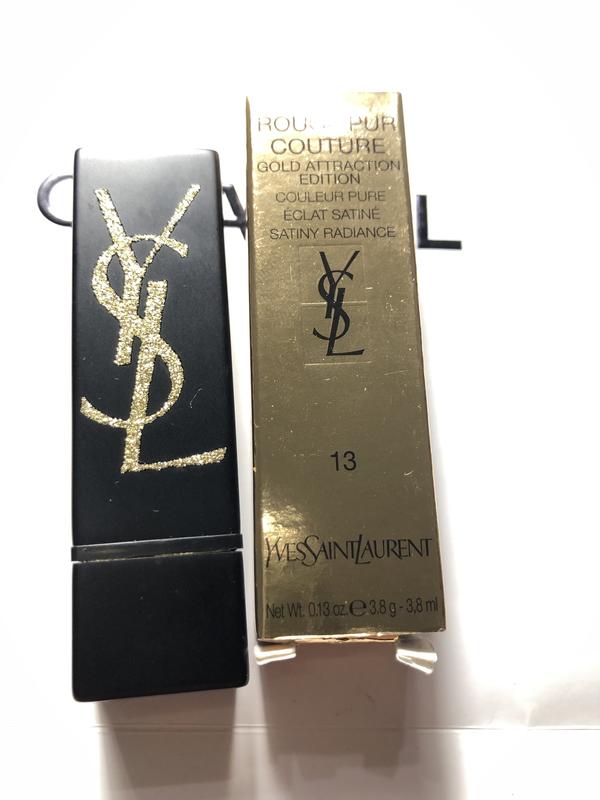 YSL
ROUGE PUR
COUTURE
GOLD ATTRACTION
EDITION
COULEUR PURE
ÉCLAT SATINÉ
SATINY RADIANCE
YSL
13
YVESSAINTLAURENT
Net Wt. 0.13 oz. ℮ 3.8 g - 3,8 ml